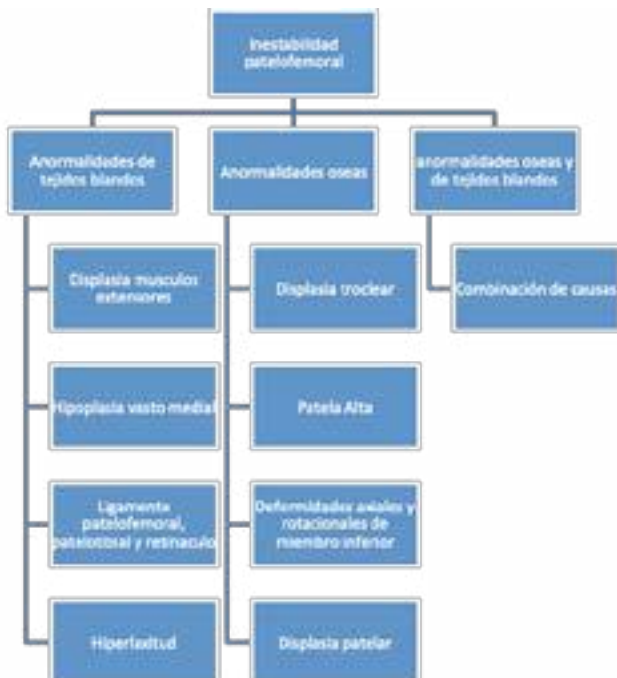 Inestabilidad
patelofemoral
Anormalidades de
tejidos blandos
Anormalidades oseas
anormalidades oseas y
de tejidos blandos
Displasia musculos
extensores
Displasia troclear
Combinación de causas
Hipoplasia vasto medial
Patela Alta
Ligamento
patelofemoral,
patelotibial y retinaculo
Deformidades axiales y
rotacionales de
miembro inferior
Hiperlaxitud
Displasia patelar